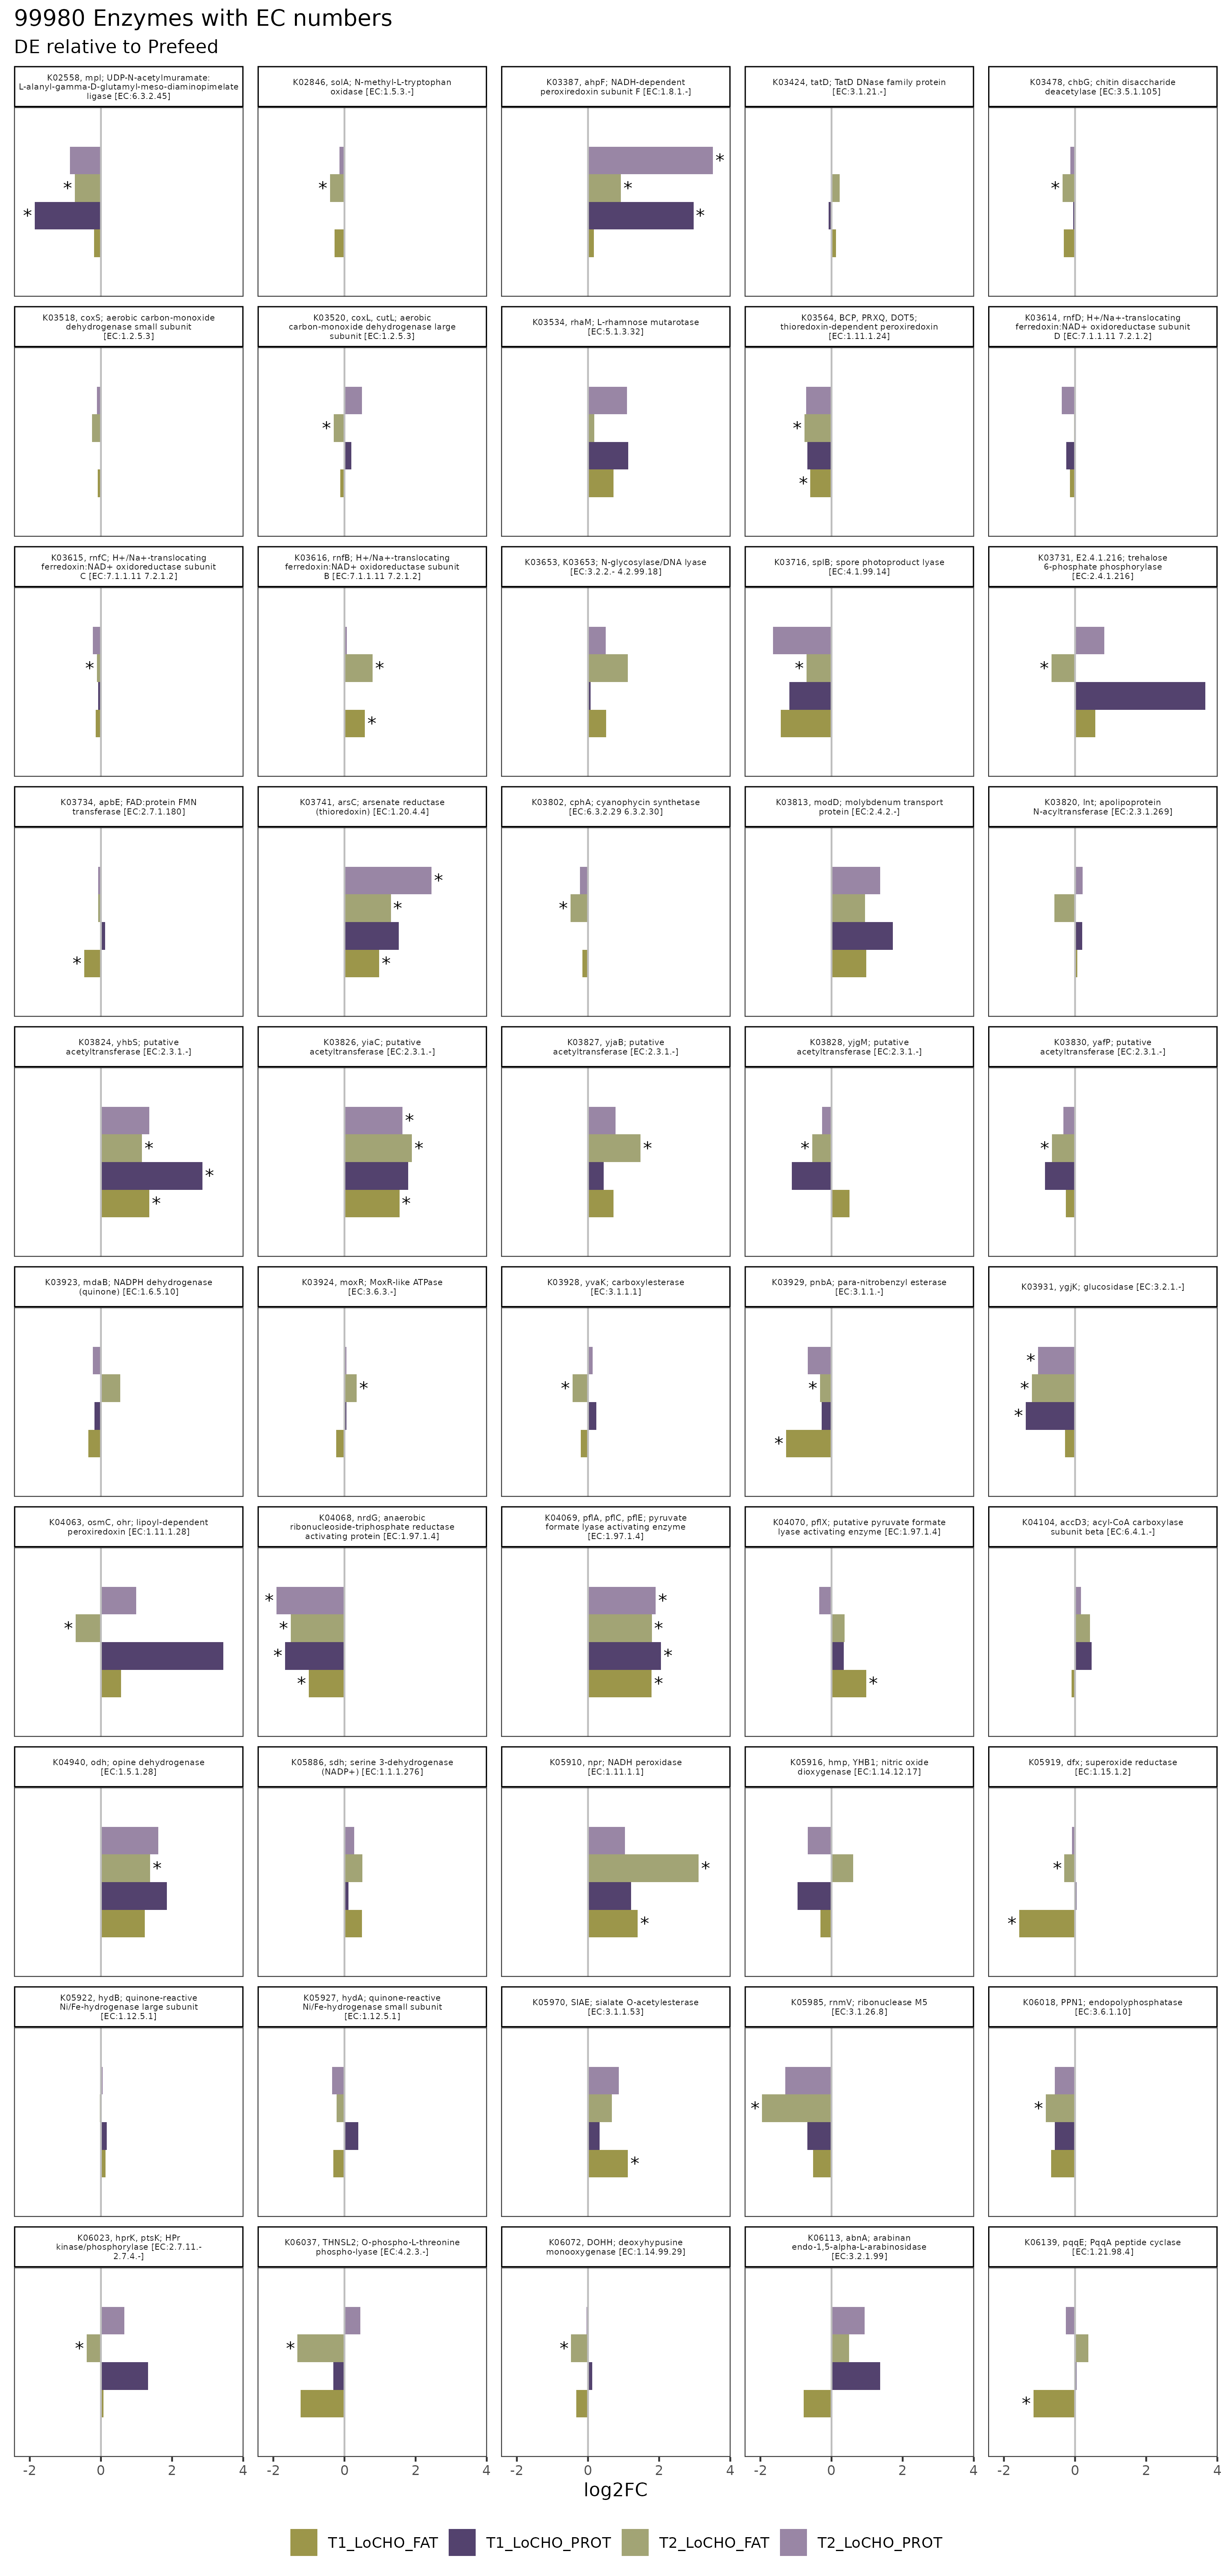 99980 Enzymes with EC numbers
DE relative to Prefeed
K02558, mpl; UDP-N-acetylmuramate:
L-alanyl-gamma-D-glutamyl-meso-diaminopimelate
ligase [EC:6.3.2.45]
K02846, solA; N-methyl-L-tryptophan
oxidase [EC:1.5.3.-]
K03387, ahpF; NADH-dependent
peroxiredoxin subunit F [EC:1.8.1.-]
K03424, tatD; TatD DNase family protein
[EC:3.1.21.-]
K03478, chbG; chitin disaccharide
deacetylase [EC:3.5.1.105]
*
*
*
*
*
*
*
K03518, coxS; aerobic carbon-monoxide
dehydrogenase small subunit
[EC:1.2.5.3]
K03520, coxL, cutL; aerobic
carbon-monoxide dehydrogenase large
subunit [EC:1.2.5.3]
K03534, rhaM; L-rhamnose mutarotase
[EC:5.1.3.32]
K03564, BCP, PRXQ, DOT5;
thioredoxin-dependent peroxiredoxin
[EC:1.11.1.24]
K03614, rnfD; H+/Na+-translocating
ferredoxin:NAD+ oxidoreductase subunit
D [EC:7.1.1.11 7.2.1.2]
*
*
*
K03615, rnfC; H+/Na+-translocating
ferredoxin:NAD+ oxidoreductase subunit
C [EC:7.1.1.11 7.2.1.2]
K03616, rnfB; H+/Na+-translocating
ferredoxin:NAD+ oxidoreductase subunit
B [EC:7.1.1.11 7.2.1.2]
K03653, K03653; N-glycosylase/DNA lyase
[EC:3.2.2.- 4.2.99.18]
K03716, splB; spore photoproduct lyase
[EC:4.1.99.14]
K03731, E2.4.1.216; trehalose
6-phosphate phosphorylase
[EC:2.4.1.216]
*
*
*
*
*
K03734, apbE; FAD:protein FMN
transferase [EC:2.7.1.180]
K03741, arsC; arsenate reductase
(thioredoxin) [EC:1.20.4.4]
K03802, cphA; cyanophycin synthetase
[EC:6.3.2.29 6.3.2.30]
K03813, modD; molybdenum transport
protein [EC:2.4.2.-]
K03820, lnt; apolipoprotein
N-acyltransferase [EC:2.3.1.269]
*
*
*
*
*
K03824, yhbS; putative
acetyltransferase [EC:2.3.1.-]
K03826, yiaC; putative
acetyltransferase [EC:2.3.1.-]
K03827, yjaB; putative
acetyltransferase [EC:2.3.1.-]
K03828, yjgM; putative
acetyltransferase [EC:2.3.1.-]
K03830, yafP; putative
acetyltransferase [EC:2.3.1.-]
*
*
*
*
*
*
*
*
*
K03923, mdaB; NADPH dehydrogenase
(quinone) [EC:1.6.5.10]
K03924, moxR; MoxR-like ATPase
[EC:3.6.3.-]
K03928, yvaK; carboxylesterase
[EC:3.1.1.1]
K03929, pnbA; para-nitrobenzyl esterase
[EC:3.1.1.-]
K03931, ygjK; glucosidase [EC:3.2.1.-]
*
*
*
*
*
*
*
K04063, osmC, ohr; lipoyl-dependent
peroxiredoxin [EC:1.11.1.28]
K04068, nrdG; anaerobic
ribonucleoside-triphosphate reductase
activating protein [EC:1.97.1.4]
K04069, pflA, pflC, pflE; pyruvate
formate lyase activating enzyme
[EC:1.97.1.4]
K04070, pflX; putative pyruvate formate
lyase activating enzyme [EC:1.97.1.4]
K04104, accD3; acyl-CoA carboxylase
subunit beta [EC:6.4.1.-]
*
*
*
*
*
*
*
*
*
*
K04940, odh; opine dehydrogenase
[EC:1.5.1.28]
K05886, sdh; serine 3-dehydrogenase
(NADP+) [EC:1.1.1.276]
K05910, npr; NADH peroxidase
[EC:1.11.1.1]
K05916, hmp, YHB1; nitric oxide
dioxygenase [EC:1.14.12.17]
K05919, dfx; superoxide reductase
[EC:1.15.1.2]
*
*
*
*
*
K05922, hydB; quinone-reactive
Ni/Fe-hydrogenase large subunit
[EC:1.12.5.1]
K05927, hydA; quinone-reactive
Ni/Fe-hydrogenase small subunit
[EC:1.12.5.1]
K05970, SIAE; sialate O-acetylesterase
[EC:3.1.1.53]
K05985, rnmV; ribonuclease M5
[EC:3.1.26.8]
K06018, PPN1; endopolyphosphatase
[EC:3.6.1.10]
*
*
*
K06023, hprK, ptsK; HPr
kinase/phosphorylase [EC:2.7.11.-
2.7.4.-]
K06037, THNSL2; O-phospho-L-threonine
phospho-lyase [EC:4.2.3.-]
K06072, DOHH; deoxyhypusine
monooxygenase [EC:1.14.99.29]
K06113, abnA; arabinan
endo-1,5-alpha-L-arabinosidase
[EC:3.2.1.99]
K06139, pqqE; PqqA peptide cyclase
[EC:1.21.98.4]
*
*
*
*
-2 0 2 4
-2 0 2 4
-2 0 2 4
-2 0 2 4
-2 0 2 4
log2FC
T1_LoCHO_FAT T1_LoCHO_PROT T2_LoCHO_FAT T2_LoCHO_PROT